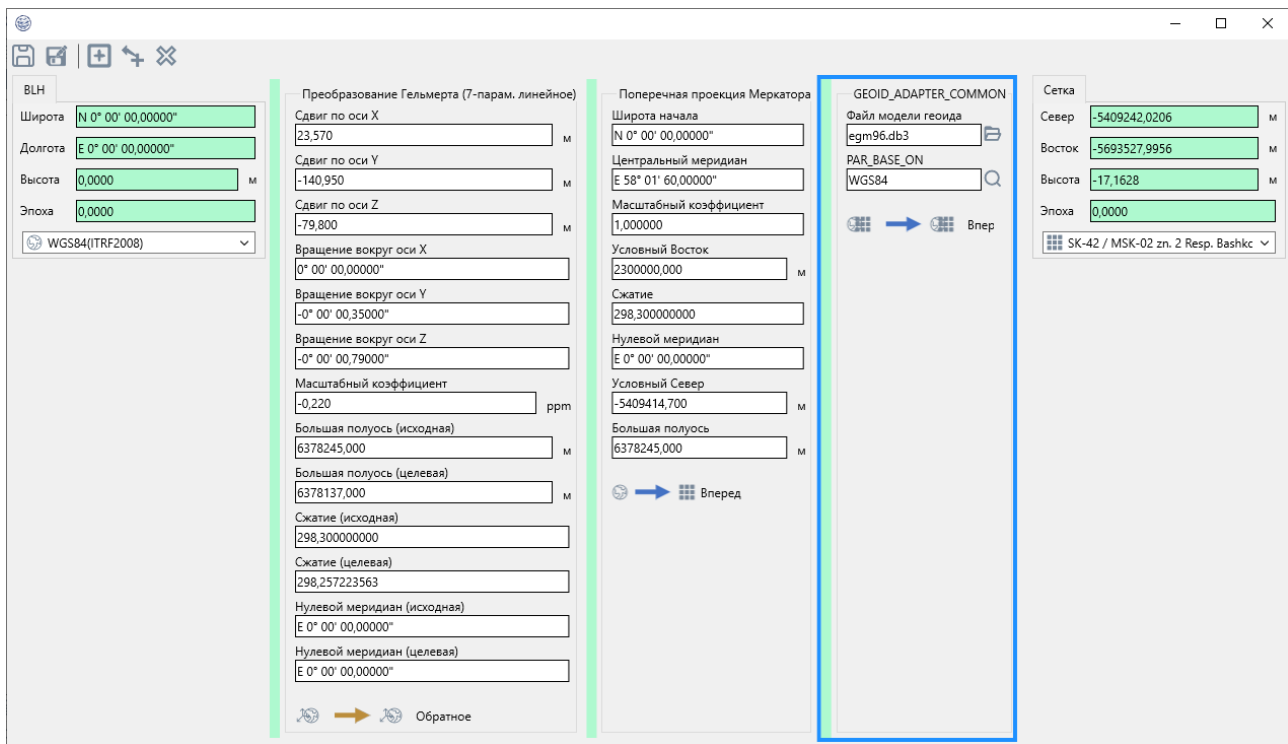 BLH
Широта N 0° 00' 00,00000"
Долгота E 0° 00' 00,00000"
Высота 0,0000 м
Эпоха 0,0000
WGS84(ITRF2008)
Преобразование Гельмерта (7-парам. линейное)
Сдвиг по оси X
23,570 м
Сдвиг по оси Y
-140,950 м
Сдвиг по оси Z
-79,800 м
Вращение вокруг оси X
0° 00' 00,00000"
Вращение вокруг оси Y
-0° 00' 00,35000"
Вращение вокруг оси Z
-0° 00' 00,79000"
Масштабный коэффициент
-0,220 ppm
Большая полуось (исходная)
6378245,000 м
Большая полуось (целевая)
6378137,000 м
Сжатие (исходная)
298,300000000
Сжатие (целевая)
298,257223563
Нулевой меридиан (исходная)
E 0° 00' 00,00000"
Нулевой меридиан (целевая)
E 0° 00' 00,00000"
Обратное
Поперечная проекция Меркатора
Широта начала
N 0° 00' 00,00000"
Центральный меридиан
E 58° 01' 60,00000"
Масштабный коэффициент
1,000000
Условный Восток
2300000,000 м
Сжатие
298,300000000
Нулевой меридиан
E 0° 00' 00,00000"
Условный Север
-5409414,700 м
Большая полуось
6378245,000 м
Вперед
GEOID_ADAPTER_COMMON
Файл модели геоида
egm96.db3
PAR_BASE_ON
WGS84
Впер
Сетка
Север -5409242,0206 м
Восток -5693527,9956 м
Высота -17,1628 м
Эпоха 0,0000
SK-42 / MSK-02 zn. 2 Resp. Bashkc